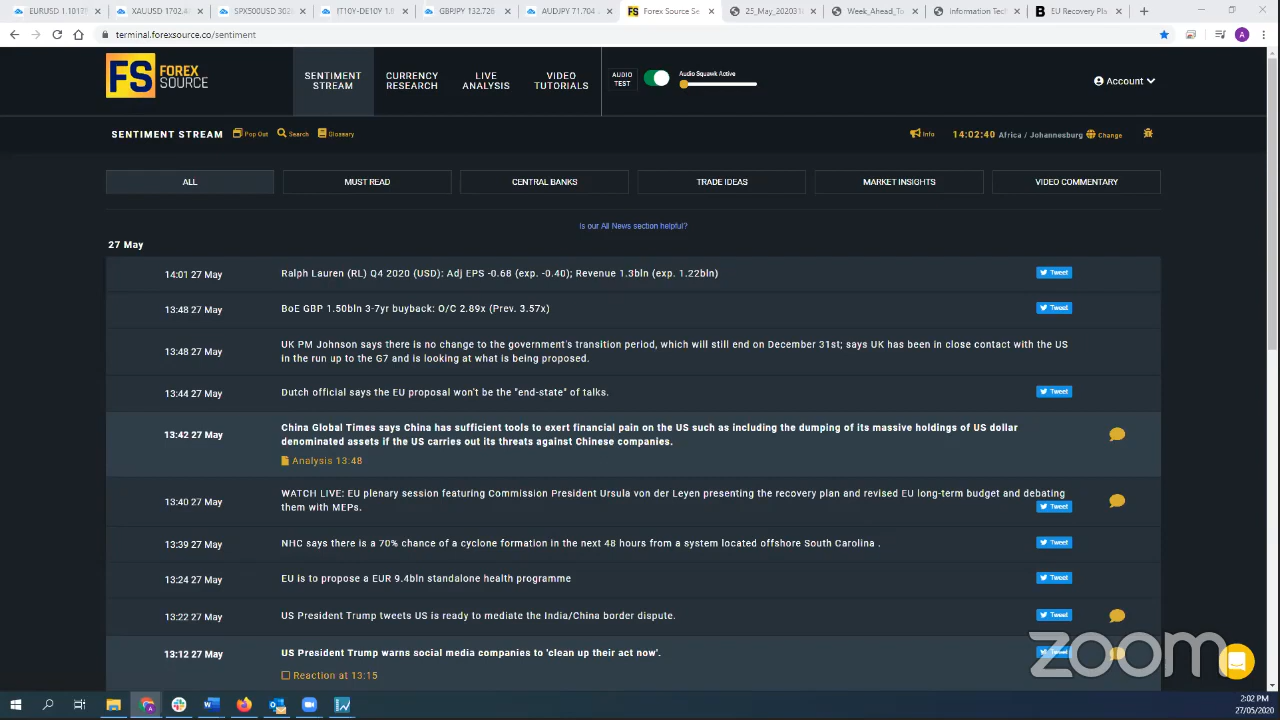 EURUSD 1.1017
XAUUSD 1702.4
SPX500USD 302
IT10Y-DE10Y 1.
GBPJPY 132.726
AUDJPY 71.704
Forex Source Se
25_May_202031
Week_Ahead_To
Information Tec
EU Recovery Pla
terminal.forexsource.co/sentiment
A
FS FOREX SOURCE
SENTIMENT STREAM
CURRENCY RESEARCH
LIVE ANALYSIS
VIDEO TUTORIALS
AUDIO TEST
Audio Squawk Active
Account
SENTIMENT STREAM Pop Out Search Glossary
Info 14:02:40 Africa / Johannesburg Change
ALL MUST READ CENTRAL BANKS TRADE IDEAS MARKET INSIGHTS VIDEO COMMENTARY
Is our All News section helpful?
27 May
14:01 27 May Ralph Lauren (RL) Q4 2020 (USD): Adj EPS -0.68 (exp. -0.40); Revenue 1.3bln (exp. 1.22bln) Tweet
13:48 27 May BoE GBP 1.50bln 3-7yr buyback: O/C 2.89x (Prev. 3.57x) Tweet
13:48 27 May UK PM Johnson says there is no change to the government's transition period, which will still end on December 31st; says UK has been in close contact with the US
in the run up to the G7 and is looking at what is being proposed.
13:44 27 May Dutch official says the EU proposal won't be the "end-state" of talks. Tweet
13:42 27 May China Global Times says China has sufficient tools to exert financial pain on the US such as including the dumping of its massive holdings of US dollar
denominated assets if the US carries out its threats against Chinese companies.
Analysis 13:48
13:40 27 May WATCH LIVE: EU plenary session featuring Commission President Ursula von der Leyen presenting the recovery plan and revised EU long-term budget and debating
them with MEPs. Tweet
13:39 27 May NHC says there is a 70% chance of a cyclone formation in the next 48 hours from a system located offshore South Carolina . Tweet
13:24 27 May EU is to propose a EUR 9.4bln standalone health programme Tweet
13:22 27 May US President Trump tweets US is ready to mediate the India/China border dispute. Tweet
13:12 27 May US President Trump warns social media companies to 'clean up their act now'. Tweet
Reaction at 13:15
zoom
2:02 PM
27/05/2020